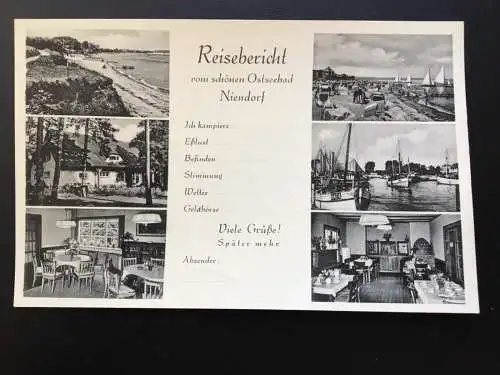 Reisebericht
vom schönen Ostseebad
Niendorf
Ich kampiere:
Eßlust
Befinden
Stimmung
Wetter
Geldbörse
Viele Grüße!
Später mehr
Absender: